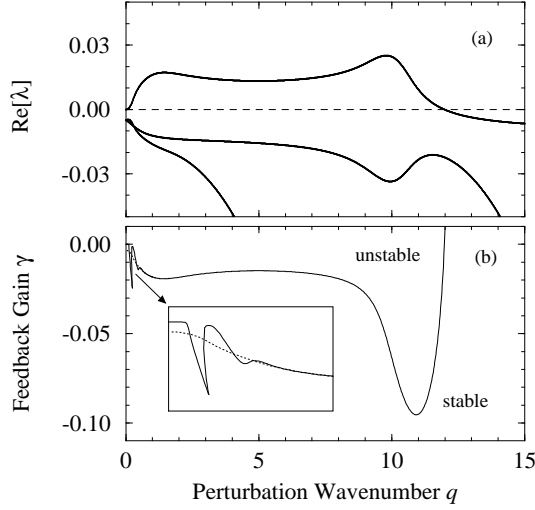 0.03
(a)
Re[λ]
0.00
-0.03
0.00
unstable
(b)
Feedback Gain γ
-0.05
stable
-0.10
0
5
10
15
Perturbation Wavenumber q